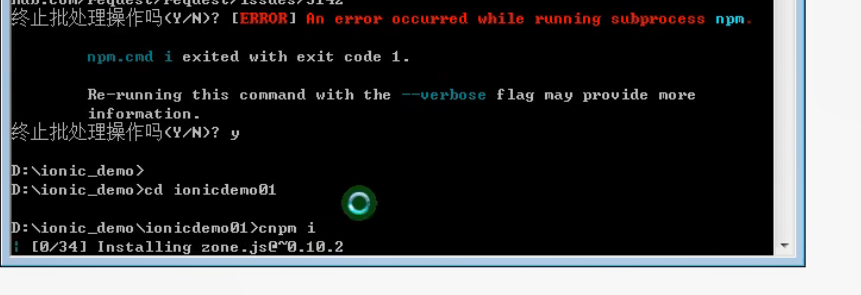 hub.com/request/request/issues/3142
终止批处理操作吗(Y/N)? [ERROR] An error occurred while running subprocess npm.
npm.cmd i exited with exit code 1.
Re-running this command with the --verbose flag may provide more
information.
终止批处理操作吗(Y/N)? y
D:\ionic_demo>
D:\ionic_demo>cd ionicdemo01
D:\ionic_demo\ionicdemo01>cnpm i
[0/34] Installing zone.js@~0.10.2